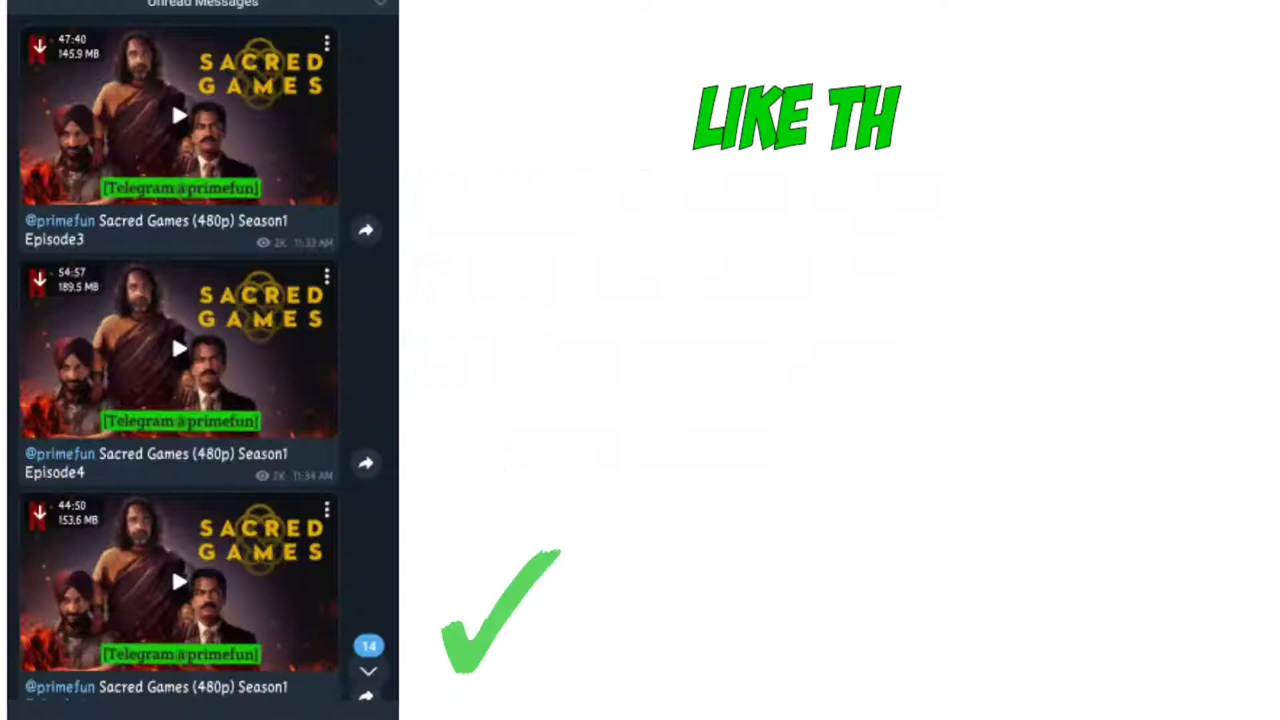 Unread Messages
47:40
145.9 MB
SACRED
GAMES
[Telegram @primefun]
@primefun Sacred Games (480p) Season1
Episode3
2K 11:33 AM
54:57
189.5 MB
SACRED
GAMES
[Telegram @primefun]
@primefun Sacred Games (480p) Season1
Episode4
2K 11:34 AM
44:50
153.6 MB
SACRED
GAMES
[Telegram @primefun]
14
@primefun Sacred Games (480p) Season1
LIKE TH